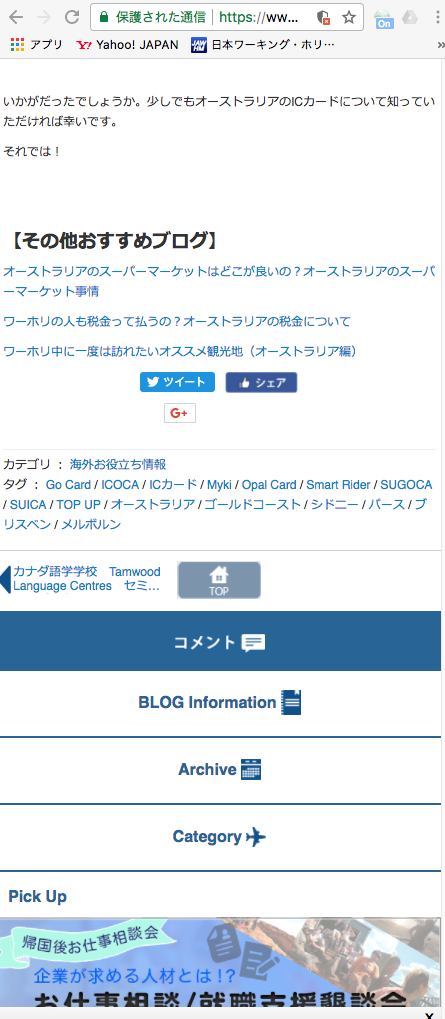 保護された通信 | https://ww…
On
アプリ Yahoo! JAPAN 日本ワーキング・ホリ… »
いかがだったでしょうか。少しでもオーストラリアのICカードについて知ってい
ただければ幸いです。
それでは！
【その他おすすめブログ】
オーストラリアのスーパーマーケットはどこが良いの？オーストラリアのスーパ
ーマーケット事情
ワーホリの人も税金って払うの？オーストラリアの税金について
ワーホリ中に一度は訪れたいオススメ観光地（オーストラリア編）
ツイート シェア
G+
カテゴリ ： 海外お役立ち情報
タグ ： Go Card / ICOCA / ICカード / Myki / Opal Card / Smart Rider / SUGOCA
/ SUICA / TOP UP / オーストラリア / ゴールドコースト / シドニー / パース / ブ
リスベン / メルボルン
カナダ語学学校　Tamwood
Language Centres　セミ…
TOP
コメント
BLOG Information
Archive
Category
Pick Up
帰国後お仕事相談会
企業が求める人材とは!?
お仕事相談/就職支援懇談会
X